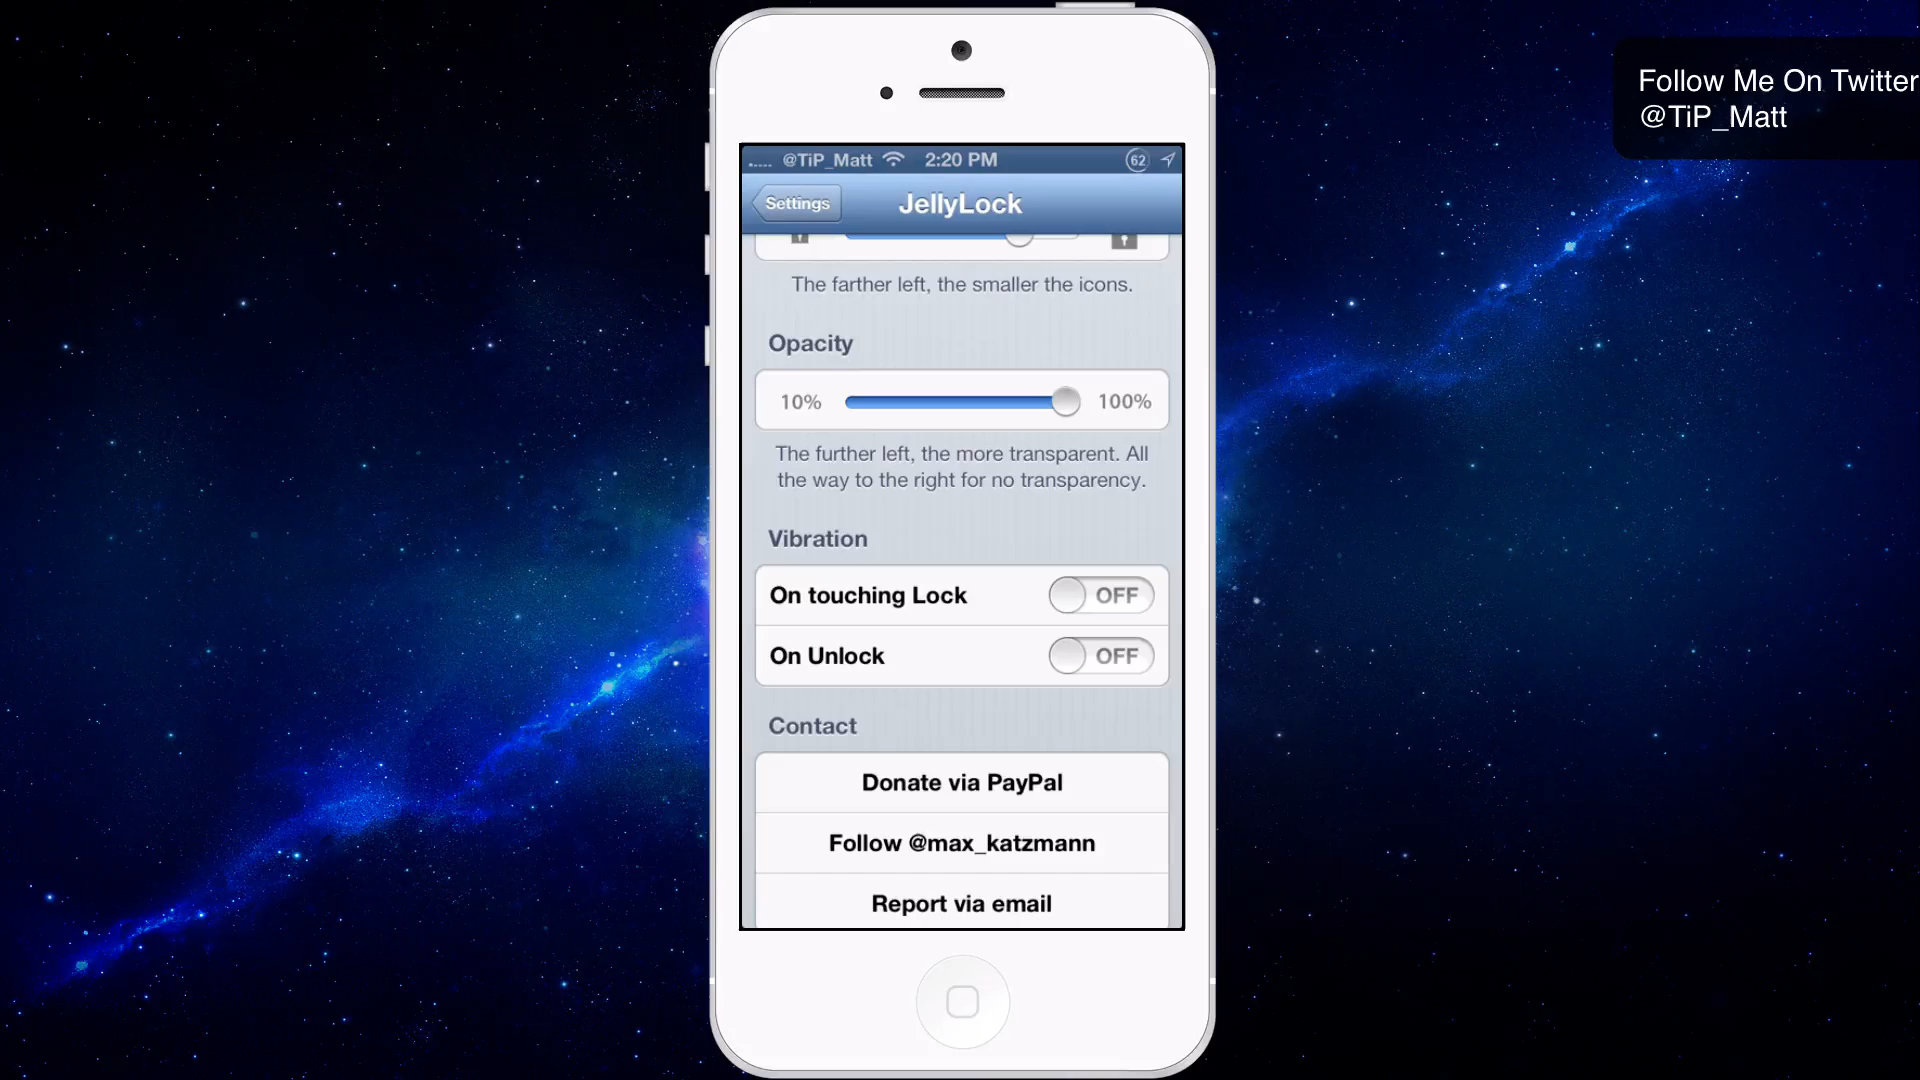 Follow Me On Twitter
@TiP_Matt
@TiP_Matt 2:20 PM 62
Settings JellyLock
The farther left, the smaller the icons.
Opacity
10% 100%
The further left, the more transparent. All
the way to the right for no transparency.
Vibration
On touching Lock OFF
On Unlock OFF
Contact
Donate via PayPal
Follow @max_katzmann
Report via email